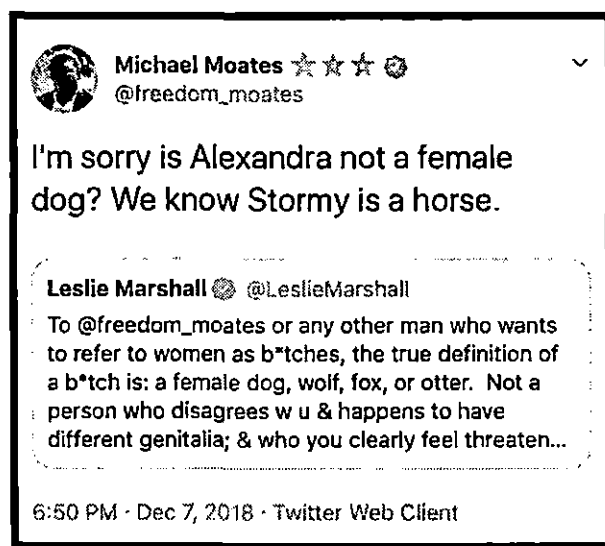 Michael Moates
@freedom_moates
I'm sorry is Alexandra not a female
dog? We know Stormy is a horse.
Leslie Marshall @LeslieMarshall
To @freedom_moates or any other man who wants
to refer to women as b*tches, the true definition of
a b*tch is: a female dog, wolf, fox, or otter. Not a
person who disagrees w u & happens to have
different genitalia; & who you clearly feel threaten...
6:50 PM · Dec 7, 2018 · Twitter Web Client